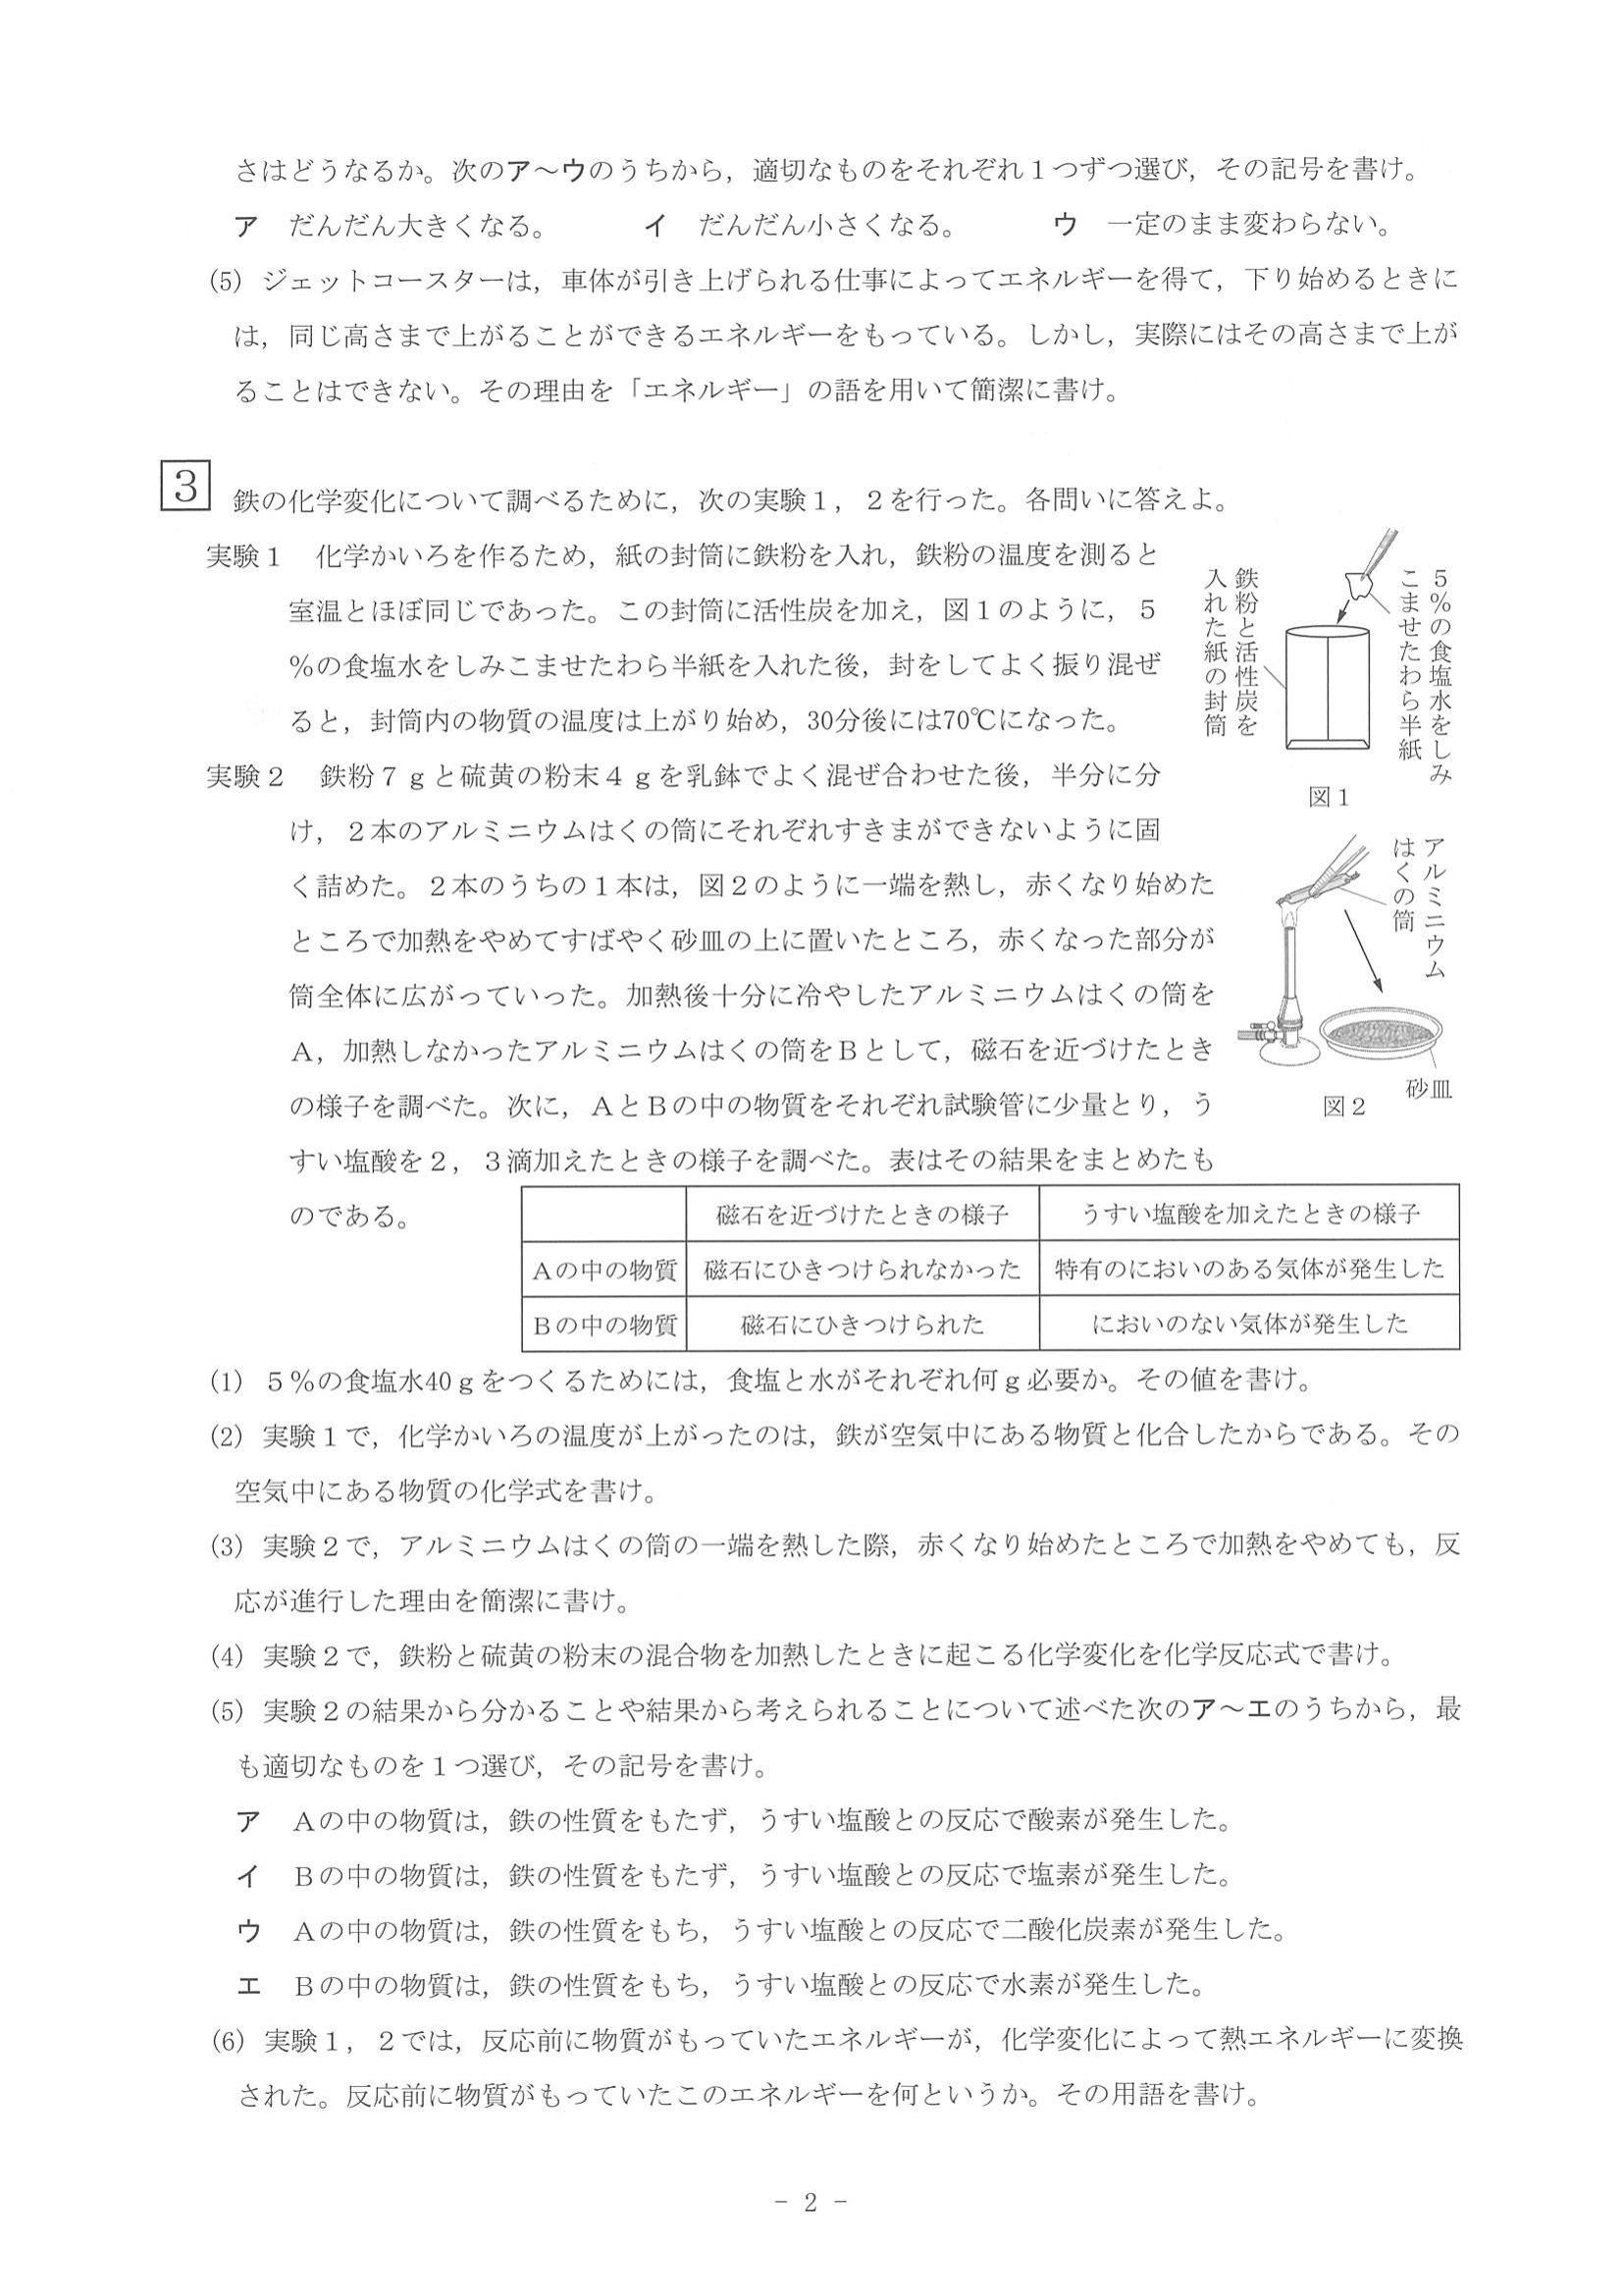 さはどうなるか。次のア～ウのうちから，適切なものをそれぞれ１つずつ選び，その記号を書け。
ア　だんだん大きくなる。　　　イ　だんだん小さくなる。　　　ウ　一定のまま変わらない。
(5)　ジェットコースターは，車体が引き上げられる仕事によってエネルギーを得て，下り始めるときに
は，同じ高さまで上がることができるエネルギーをもっている。しかし，実際にはその高さまで上が
ることはできない。その理由を「エネルギー」の語を用いて簡潔に書け。
3　鉄の化学変化について調べるために，次の実験１，２を行った。各問いに答えよ。
実験１　化学かいろを作るため，紙の封筒に鉄粉を入れ，鉄粉の温度を測ると
室温とほぼ同じであった。この封筒に活性炭を加え，図１のように，５
％の食塩水をしみこませたわら半紙を入れた後，封をしてよく振り混ぜ
ると，封筒内の物質の温度は上がり始め，30分後には70℃になった。
鉄粉と活性炭を
入れた紙の封筒
５％の食塩水をしみ
こませたわら半紙
図１
実験２　鉄粉７ｇと硫黄の粉末４ｇを乳鉢でよく混ぜ合わせた後，半分に分
け，２本のアルミニウムはくの筒にそれぞれすきまができないように固
く詰めた。２本のうちの１本は，図２のように一端を熱し，赤くなり始めた
ところで加熱をやめてすばやく砂皿の上に置いたところ，赤くなった部分が
筒全体に広がっていった。加熱後十分に冷やしたアルミニウムはくの筒を
Ａ，加熱しなかったアルミニウムはくの筒をＢとして，磁石を近づけたとき
の様子を調べた。次に，ＡとＢの中の物質をそれぞれ試験管に少量とり，う
すい塩酸を２，３滴加えたときの様子を調べた。表はその結果をまとめたも
のである。
アルミニウム
はくの筒
砂皿
図２
磁石を近づけたときの様子　うすい塩酸を加えたときの様子
Ａの中の物質　磁石にひきつけられなかった　特有のにおいのある気体が発生した
Ｂの中の物質　磁石にひきつけられた　においのない気体が発生した
(1)　５％の食塩水40ｇをつくるためには，食塩と水がそれぞれ何ｇ必要か。その値を書け。
(2)　実験１で，化学かいろの温度が上がったのは，鉄が空気中にある物質と化合したからである。その
空気中にある物質の化学式を書け。
(3)　実験２で，アルミニウムはくの筒の一端を熱した際，赤くなり始めたところで加熱をやめても，反
応が進行した理由を簡潔に書け。
(4)　実験２で，鉄粉と硫黄の粉末の混合物を加熱したときに起こる化学変化を化学反応式で書け。
(5)　実験２の結果から分かることや結果から考えられることについて述べた次のア～エのうちから，最
も適切なものを１つ選び，その記号を書け。
ア　Ａの中の物質は，鉄の性質をもたず，うすい塩酸との反応で酸素が発生した。
イ　Ｂの中の物質は，鉄の性質をもたず，うすい塩酸との反応で塩素が発生した。
ウ　Ａの中の物質は，鉄の性質をもち，うすい塩酸との反応で二酸化炭素が発生した。
エ　Ｂの中の物質は，鉄の性質をもち，うすい塩酸との反応で水素が発生した。
(6)　実験１，２では，反応前に物質がもっていたエネルギーが，化学変化によって熱エネルギーに変換
された。反応前に物質がもっていたこのエネルギーを何というか。その用語を書け。
－ 2 －